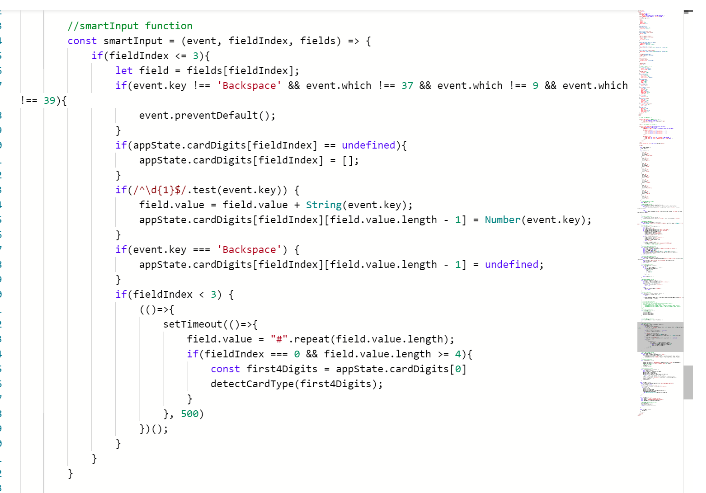 //smartInput function
const smartInput = (event, fieldIndex, fields) => {
if(fieldIndex <= 3){
let field = fields[fieldIndex];
if(event.key !== 'Backspace' && event.which !== 37 && event.which !== 9 && event.which
!== 39){
event.preventDefault();
}
if(appState.cardDigits[fieldIndex] == undefined){
appState.cardDigits[fieldIndex] = [];
}
if(/^\d{1}$/.test(event.key)) {
field.value = field.value + String(event.key);
appState.cardDigits[fieldIndex][field.value.length - 1] = Number(event.key);
}
if(event.key === 'Backspace') {
appState.cardDigits[fieldIndex][field.value.length - 1] = undefined;
}
if(fieldIndex < 3) {
(()=>{
setTimeout(()=>{
field.value = "#".repeat(field.value.length);
if(fieldIndex === 0 && field.value.length >= 4){
const first4Digits = appState.cardDigits[0]
detectCardType(first4Digits);
}
}, 500)
})();
}
}
}